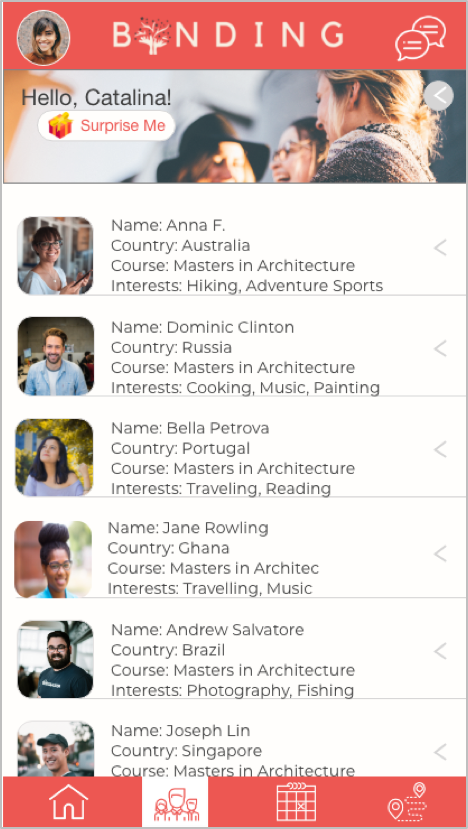 BONDING
Hello, Catalina!
Surprise Me
Name: Anna F.
Country: Australia
Course: Masters in Architecture
Interests: Hiking, Adventure Sports
Name: Dominic Clinton
Country: Russia
Course: Masters in Architecture
Interests: Cooking, Music, Painting
Name: Bella Petrova
Country: Portugal
Course: Masters in Architecture
Interests: Traveling, Reading
Name: Jane Rowling
Country: Ghana
Course: Masters in Architec
Interests: Travelling, Music
Name: Andrew Salvatore
Country: Brazil
Course: Masters in Architecture
Interests: Photography, Fishing
Name: Joseph Lin
Country: Singapore
Course: Masters in Architecture